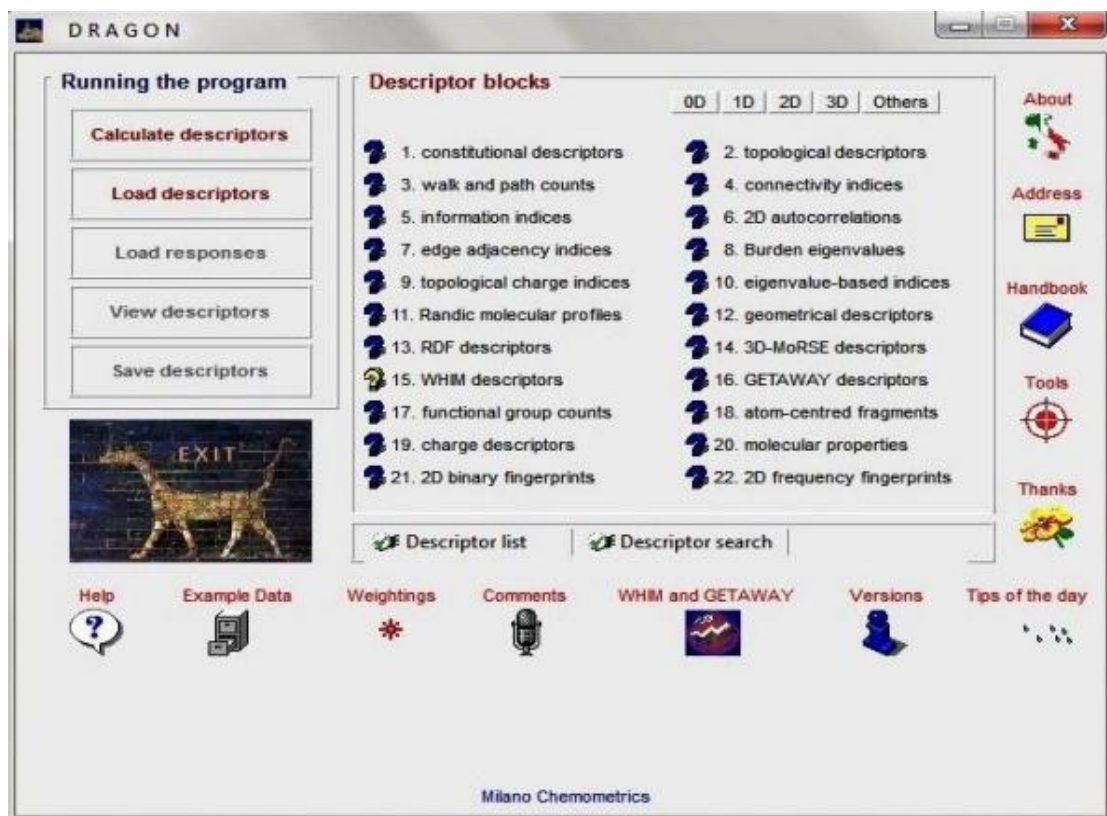 DRAGON
Running the program
Calculate descriptors
Load descriptors
Load responses
View descriptors
Save descriptors
EXIT
Descriptor blocks
0D 1D 2D 3D Others
1. constitutional descriptors 2. topological descriptors
3. walk and path counts 4. connectivity indices
5. information indices 6. 2D autocorrelations
7. edge adjacency indices 8. Burden eigenvalues
9. topological charge indices 10. eigenvalue-based indices
11. Randic molecular profiles 12. geometrical descriptors
13. RDF descriptors 14. 3D-MoRSE descriptors
15. WHIM descriptors 16. GETAWAY descriptors
17. functional group counts 18. atom-centred fragments
19. charge descriptors 20. molecular properties
21. 2D binary fingerprints 22. 2D frequency fingerprints
Descriptor list Descriptor search
About
Address
Handbook
Tools
Thanks
Help Example Data Weightings Comments WHIM and GETAWAY Versions Tips of the day
Milano Chemometrics